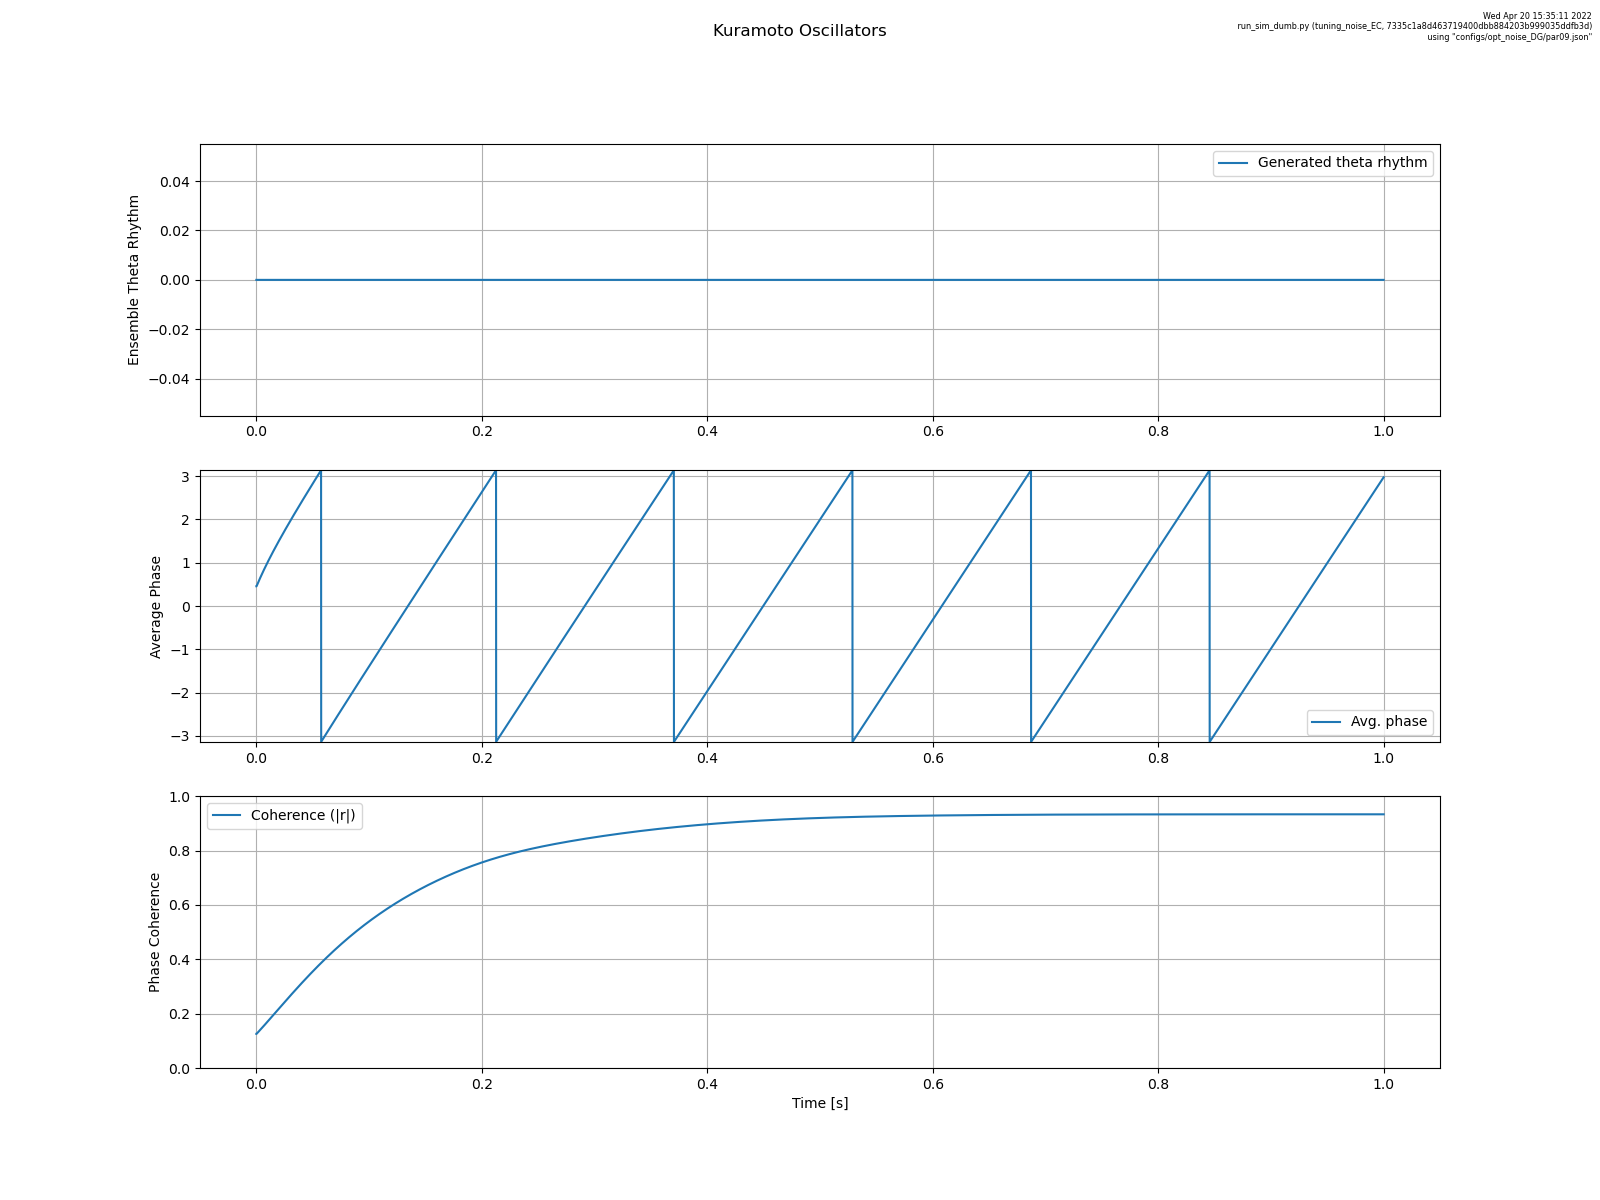 Wed Apr 20 15:35:11 2022
run_sim_dumb.py (tuning_noise_EC, 7335c1a8d463719400dbb884203b999035ddfb3d)
using "configs/opt_noise_DG/par09.json"
Kuramoto Oscillators
Ensemble Theta Rhythm
0.04
0.02
0.00
−0.02
−0.04
Generated theta rhythm
0.0 0.2 0.4 0.6 0.8 1.0
Average Phase
3
2
1
0
−1
−2
−3
Avg. phase
0.0 0.2 0.4 0.6 0.8 1.0
Phase Coherence
1.0
0.8
0.6
0.4
0.2
0.0
Coherence (|r|)
0.0 0.2 0.4 0.6 0.8 1.0
Time [s]